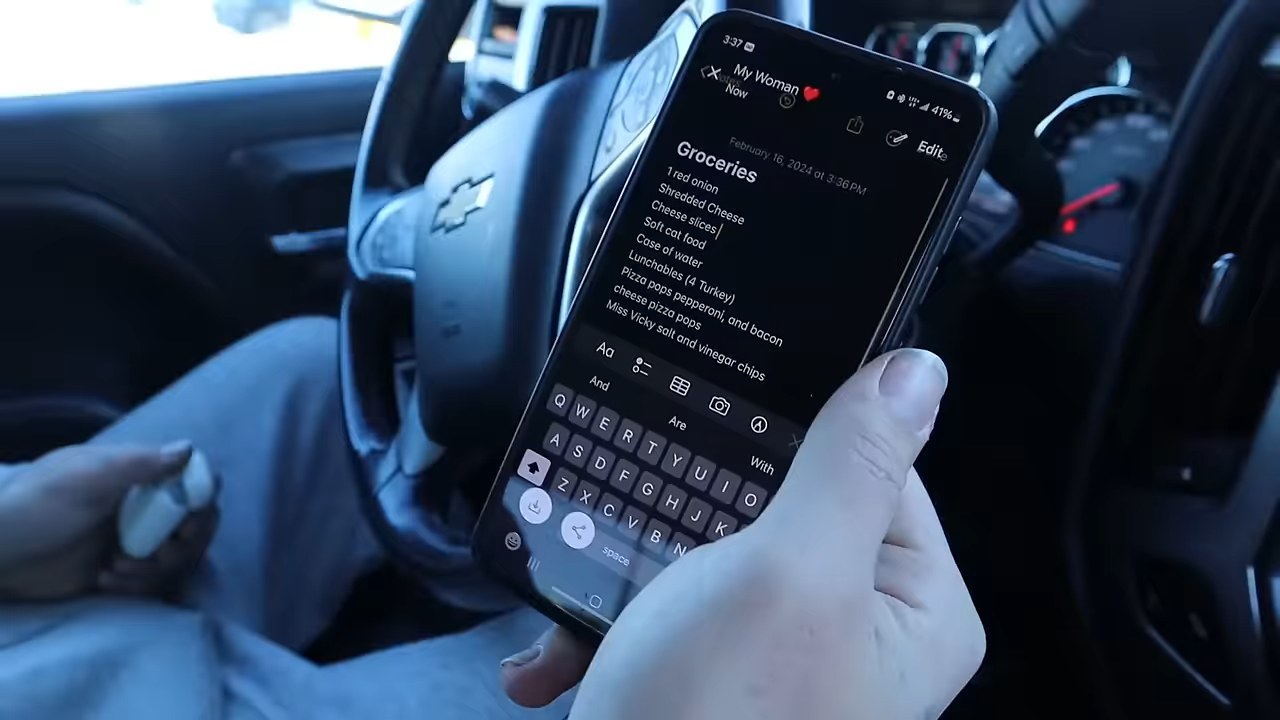 3:37
41%
My Woman ❤️
Now
Edit
February 16, 2024 at 3:36 PM
Groceries
1 red onion
Shredded Cheese
Cheese slices
Soft cat food
Case of water
Lunchables (4 Turkey)
Pizza pops pepperoni, and bacon
cheese pizza pops
Miss Vicky salt and vinegar chips
Aa
And
Are
With
Q W E R T Y U I O
A S D F G H J K
Z X C V B N
space